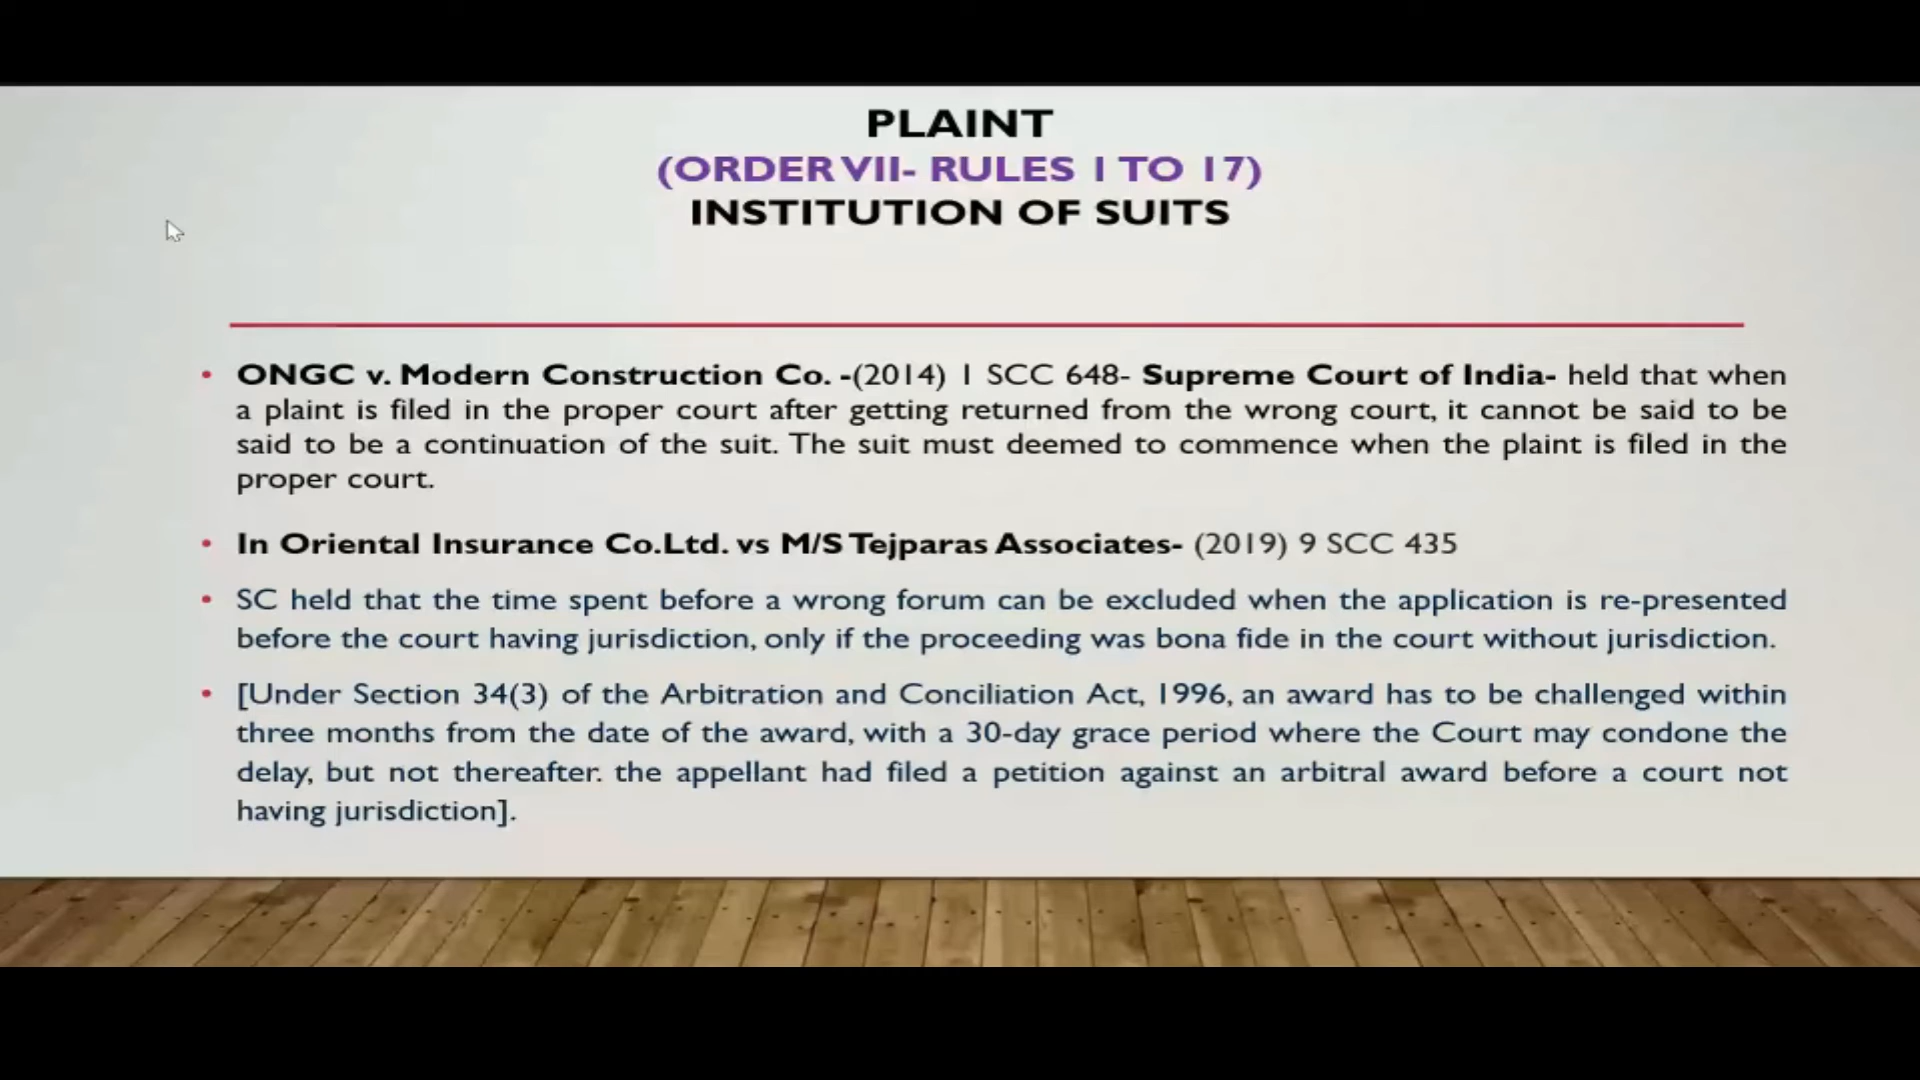 PLAINT
(ORDER VII- RULES 1 TO 17)
INSTITUTION OF SUITS
• ONGC v. Modern Construction Co. -(2014) 1 SCC 648- Supreme Court of India- held that when
a plaint is filed in the proper court after getting returned from the wrong court, it cannot be said to be
said to be a continuation of the suit. The suit must deemed to commence when the plaint is filed in the
proper court.
• In Oriental Insurance Co.Ltd. vs M/S Tejparas Associates- (2019) 9 SCC 435
• SC held that the time spent before a wrong forum can be excluded when the application is re-presented
before the court having jurisdiction, only if the proceeding was bona fide in the court without jurisdiction.
• [Under Section 34(3) of the Arbitration and Conciliation Act, 1996, an award has to be challenged within
three months from the date of the award, with a 30-day grace period where the Court may condone the
delay, but not thereafter. the appellant had filed a petition against an arbitral award before a court not
having jurisdiction].